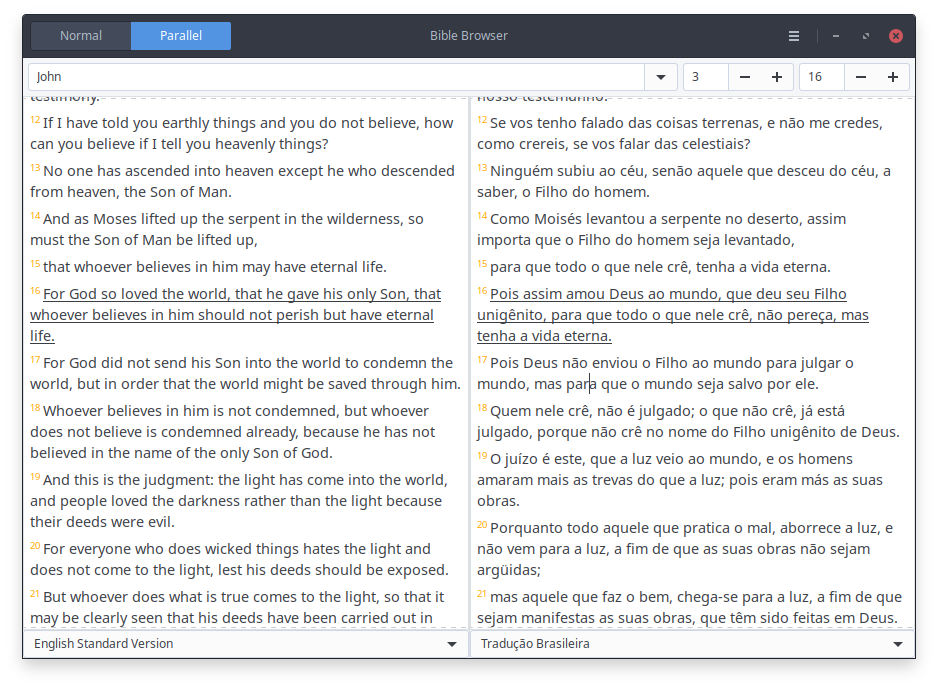 Normal Parallel Bible Browser
John 3 16
testimony.
12 If I have told you earthly things and you do not believe, how
can you believe if I tell you heavenly things?
13 No one has ascended into heaven except he who descended
from heaven, the Son of Man.
14 And as Moses lifted up the serpent in the wilderness, so
must the Son of Man be lifted up,
15 that whoever believes in him may have eternal life.
16 For God so loved the world, that he gave his only Son, that
whoever believes in him should not perish but have eternal
life.
17 For God did not send his Son into the world to condemn the
world, but in order that the world might be saved through him.
18 Whoever believes in him is not condemned, but whoever
does not believe is condemned already, because he has not
believed in the name of the only Son of God.
19 And this is the judgment: the light has come into the world,
and people loved the darkness rather than the light because
their deeds were evil.
20 For everyone who does wicked things hates the light and
does not come to the light, lest his deeds should be exposed.
21 But whoever does what is true comes to the light, so that it
may be clearly seen that his deeds have been carried out in
English Standard Version
nosso testemunho.
12 Se vos tenho falado das coisas terrenas, e não me credes,
como crereis, se vos falar das celestiais?
13 Ninguém subiu ao céu, senão aquele que desceu do céu, a
saber, o Filho do homem.
14 Como Moisés levantou a serpente no deserto, assim
importa que o Filho do homem seja levantado,
15 para que todo o que nele crê, tenha a vida eterna.
16 Pois assim amou Deus ao mundo, que deu seu Filho
unigênito, para que todo o que nele crê, não pereça, mas
tenha a vida eterna.
17 Pois Deus não enviou o Filho ao mundo para julgar o
mundo, mas para que o mundo seja salvo por ele.
18 Quem nele crê, não é julgado; o que não crê, já está
julgado, porque não crê no nome do Filho unigênito de Deus.
19 O juízo é este, que a luz veio ao mundo, e os homens
amaram mais as trevas do que a luz; pois eram más as suas
obras.
20 Porquanto todo aquele que pratica o mal, aborrece a luz, e
não vem para a luz, a fim de que as suas obras não sejam
argüidas;
21 mas aquele que faz o bem, chega-se para a luz, a fim de que
sejam manifestas as suas obras, que têm sido feitas em Deus.
Tradução Brasileira